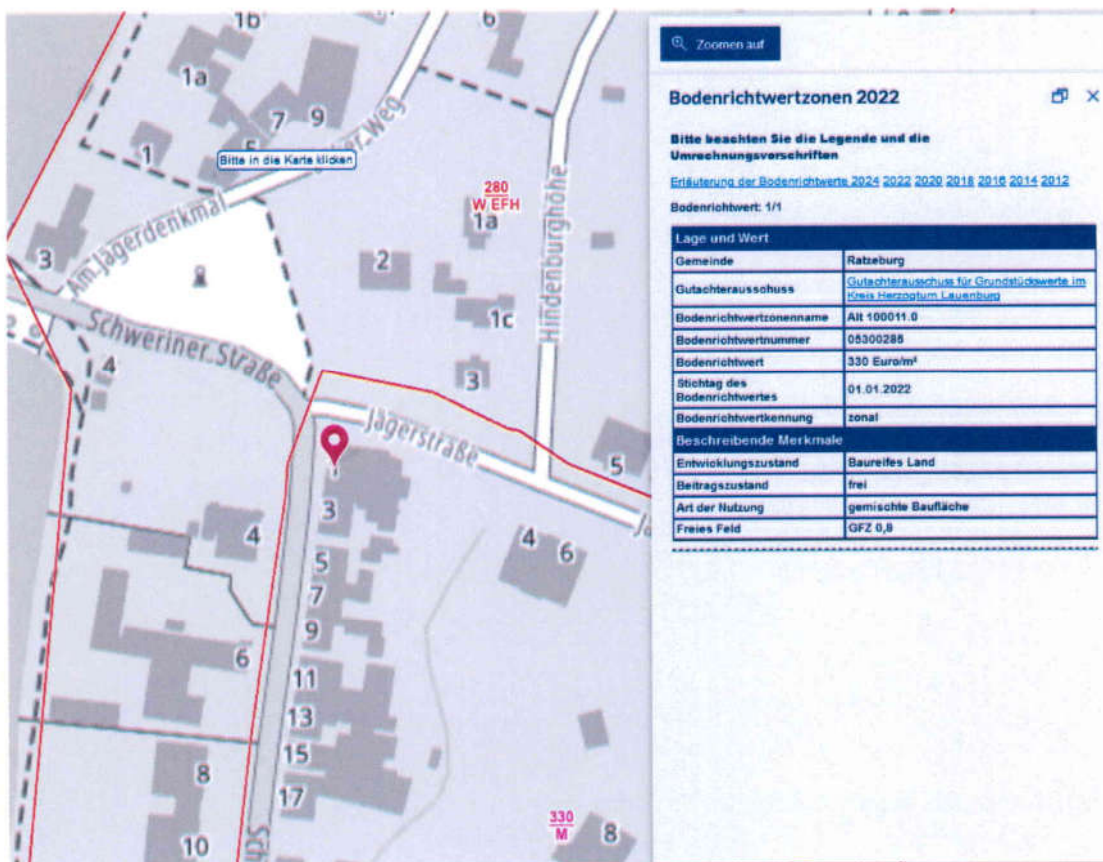 1b
6
1a
7
9
5
1
Bitte in die Karte klicken
280
W EFH
1a
3
Am Jägerdenkmal
2
1c
Hindenburghöhe
Schweriner Straße
4
3
Jägerstraße
5
3
4
4
6
5
7
9
6
11
13
15
8
17
330
M
8
10
Zoomen auf
Bodenrichtwertzonen 2022
Bitte beachten Sie die Legende und die
Umrechnungsvorschriften
Erläuterung der Bodenrichtwerte 2024 2022 2020 2018 2016 2014 2012
Bodenrichtwert: 1/1
Lage und Wert
Gemeinde Ratzeburg
Gutachterausschuss Gutachterausschuss für Grundstückswerte im
Kreis Herzogtum Lauenburg
Bodenrichtwertzonenname Alt 100011.0
Bodenrichtwertnummer 05300285
Bodenrichtwert 330 Euro/m²
Stichtag des
Bodenrichtwertes 01.01.2022
Bodenrichtwertkennung zonal
Beschreibende Merkmale
Entwicklungszustand Baureifes Land
Beitragszustand frei
Art der Nutzung gemischte Baufläche
Freies Feld GFZ 0,8